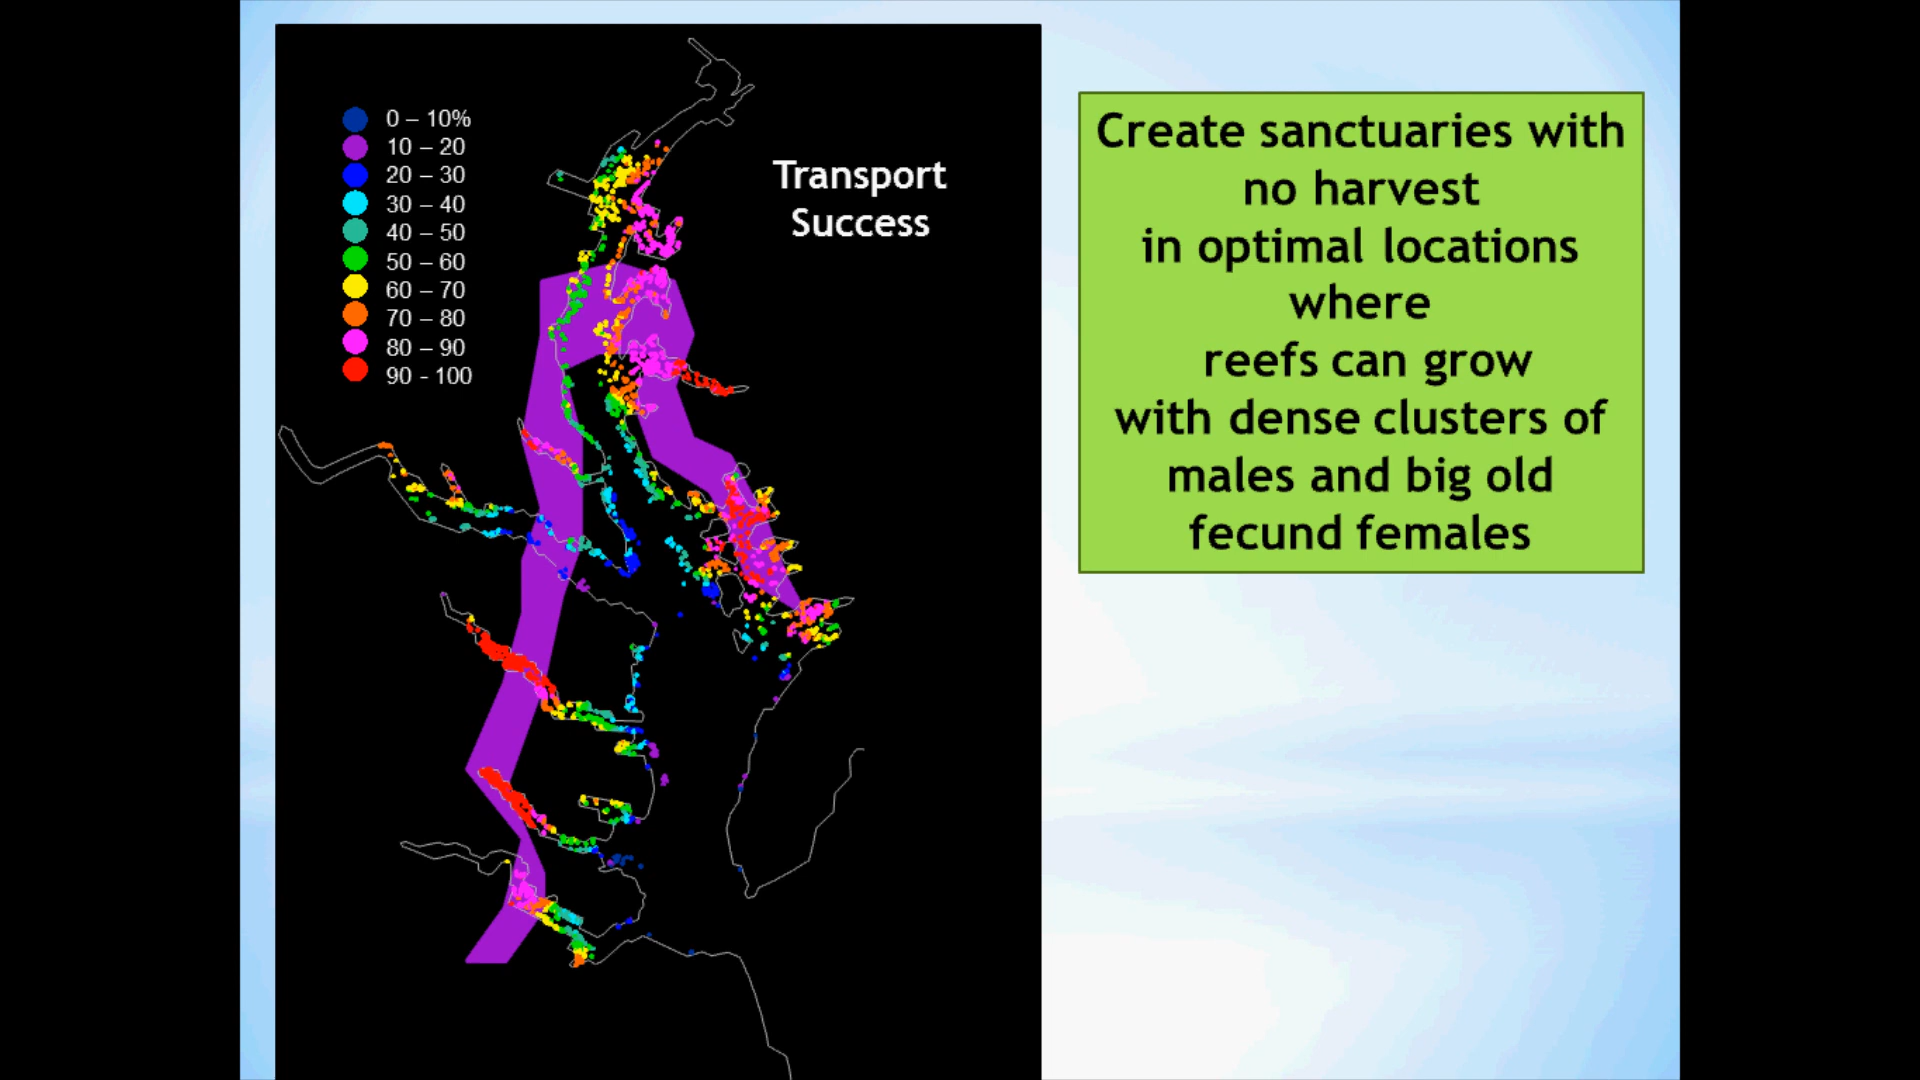 0 – 10%
10 – 20
20 – 30
30 – 40
40 – 50
50 – 60
60 – 70
70 – 80
80 – 90
90 - 100
Transport
Success
Create sanctuaries with
no harvest
in optimal locations
where
reefs can grow
with dense clusters of
males and big old
fecund females